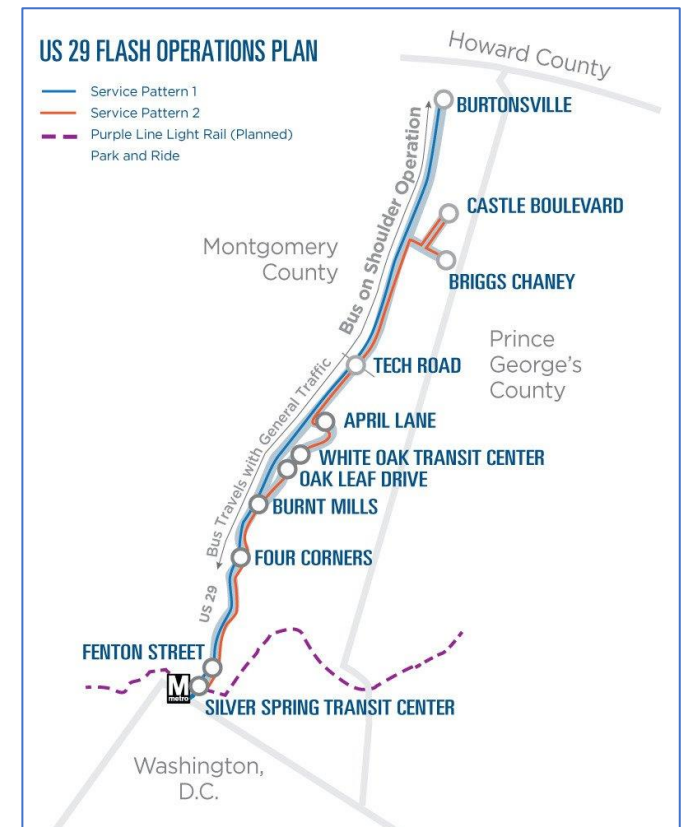 US 29 FLASH OPERATIONS PLAN
Service Pattern 1
Service Pattern 2
Purple Line Light Rail (Planned)
Park and Ride
Howard County
BURTONSVILLE
Bus on Shoulder Operation
CASTLE BOULEVARD
Montgomery
County
BRIGGS CHANEY
Prince
George's
County
TECH ROAD
Bus Travels with General Traffic
APRIL LANE
WHITE OAK TRANSIT CENTER
OAK LEAF DRIVE
BURNT MILLS
FOUR CORNERS
US 29
FENTON STREET
M
metro
SILVER SPRING TRANSIT CENTER
Washington,
D.C.